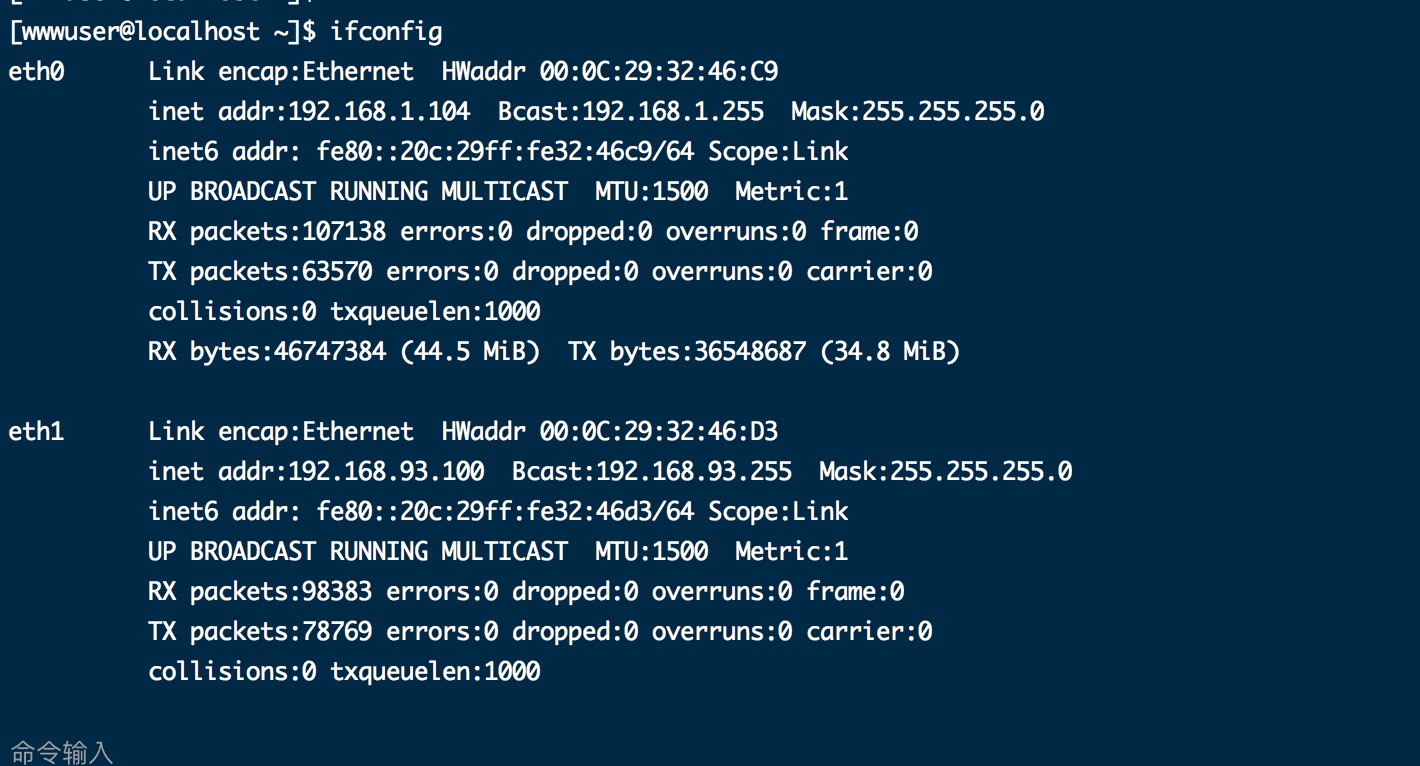 [wwwuser@localhost ~]$ ifconfig
eth0      Link encap:Ethernet  HWaddr 00:0C:29:32:46:C9
          inet addr:192.168.1.104  Bcast:192.168.1.255  Mask:255.255.255.0
          inet6 addr: fe80::20c:29ff:fe32:46c9/64 Scope:Link
          UP BROADCAST RUNNING MULTICAST  MTU:1500  Metric:1
          RX packets:107138 errors:0 dropped:0 overruns:0 frame:0
          TX packets:63570 errors:0 dropped:0 overruns:0 carrier:0
          collisions:0 txqueuelen:1000
          RX bytes:46747384 (44.5 MiB)  TX bytes:36548687 (34.8 MiB)
eth1      Link encap:Ethernet  HWaddr 00:0C:29:32:46:D3
          inet addr:192.168.93.100  Bcast:192.168.93.255  Mask:255.255.255.0
          inet6 addr: fe80::20c:29ff:fe32:46d3/64 Scope:Link
          UP BROADCAST RUNNING MULTICAST  MTU:1500  Metric:1
          RX packets:98383 errors:0 dropped:0 overruns:0 frame:0
          TX packets:78769 errors:0 dropped:0 overruns:0 carrier:0
          collisions:0 txqueuelen:1000
命令输入